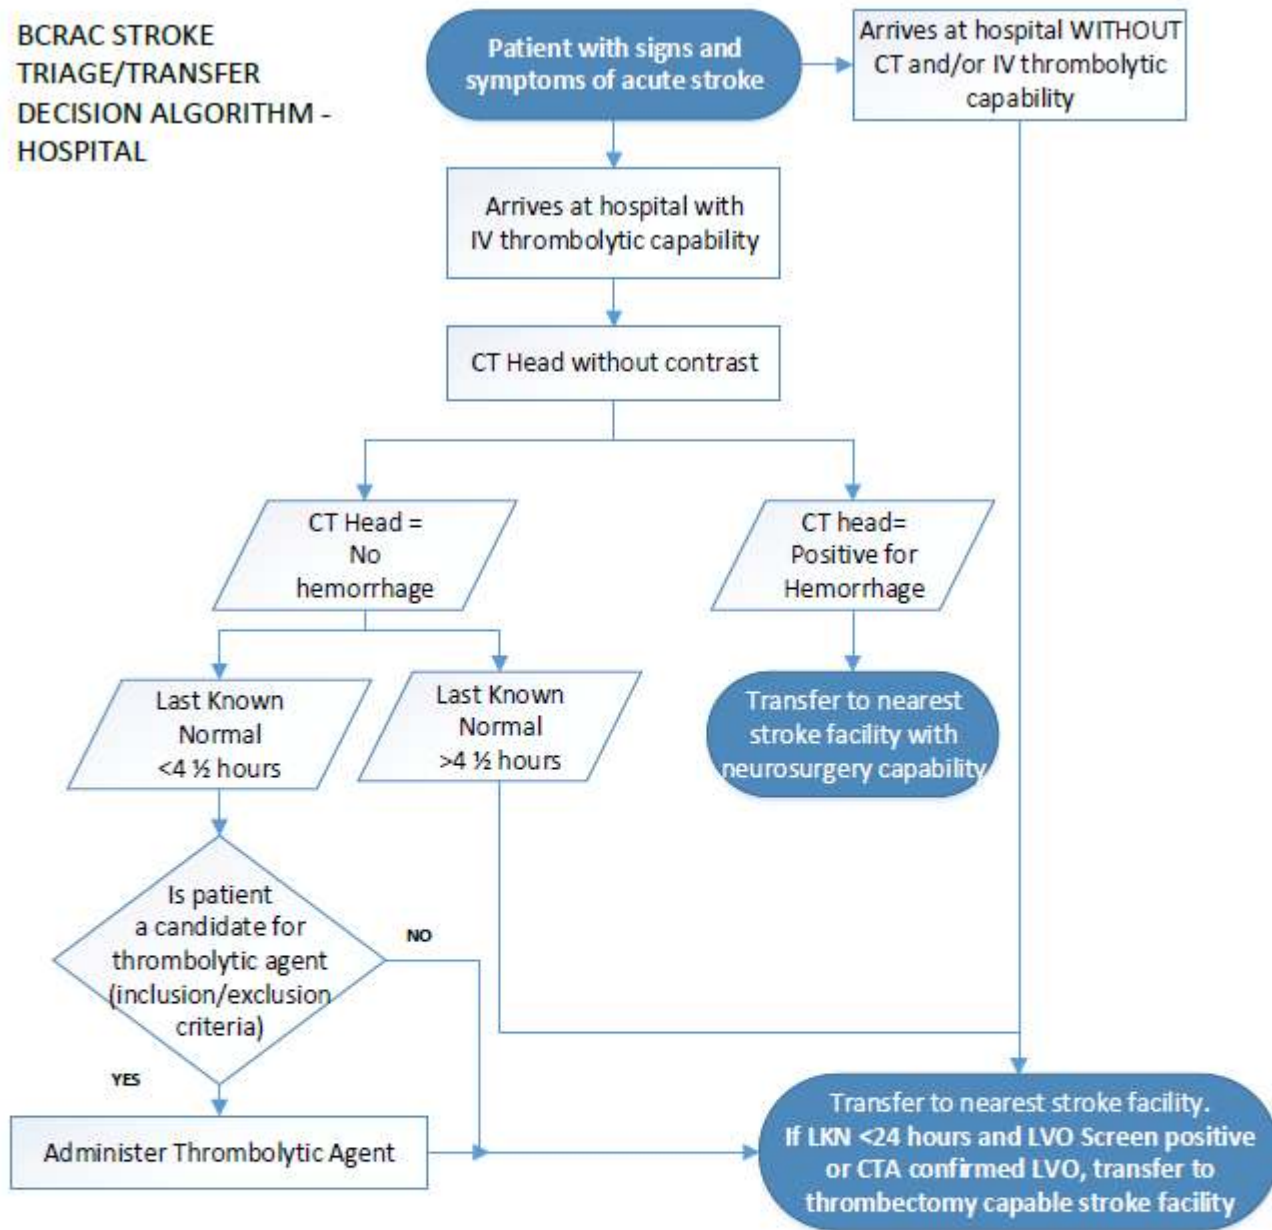 BCRAC STROKE
TRIAGE/TRANSFER
DECISION ALGORITHM -
HOSPITAL
Patient with signs and
symptoms of acute stroke
Arrives at hospital WITHOUT
CT and/or IV thrombolytic
capability
Arrives at hospital with
IV thrombolytic capability
CT Head without contrast
CT Head =
No
hemorrhage
CT head=
Positive for
Hemorrhage
Last Known
Normal
<4 ½ hours
Last Known
Normal
>4 ½ hours
Transfer to nearest
stroke facility with
neurosurgery capability
Is patient
a candidate for
thrombolytic agent
(inclusion/exclusion
criteria)
NO
YES
Administer Thrombolytic Agent
Transfer to nearest stroke facility.
If LKN <24 hours and LVO Screen positive
or CTA confirmed LVO, transfer to
thrombectomy capable stroke facility